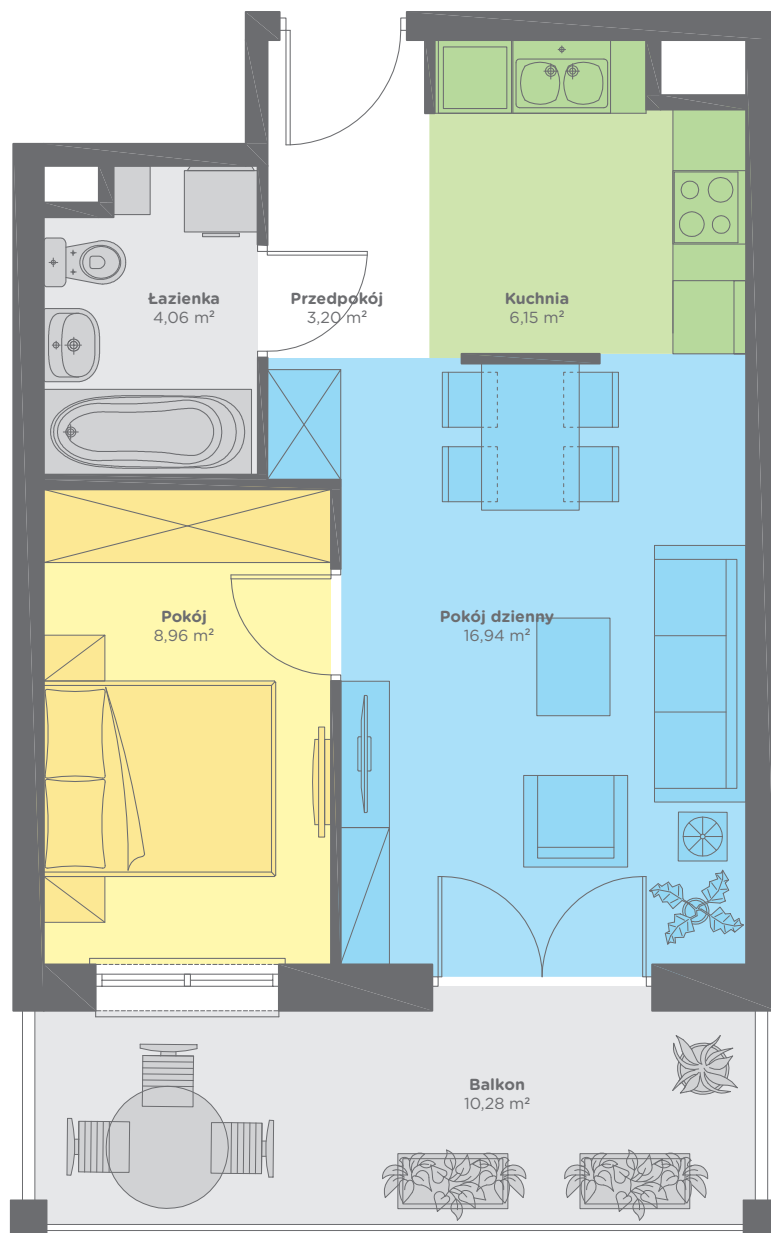 Łazienka
4,06 m²
Przedpokój
3,20 m²
Kuchnia
6,15 m²
Pokój
8,96 m²
Pokój dzienny
16,94 m²
Balkon
10,28 m²